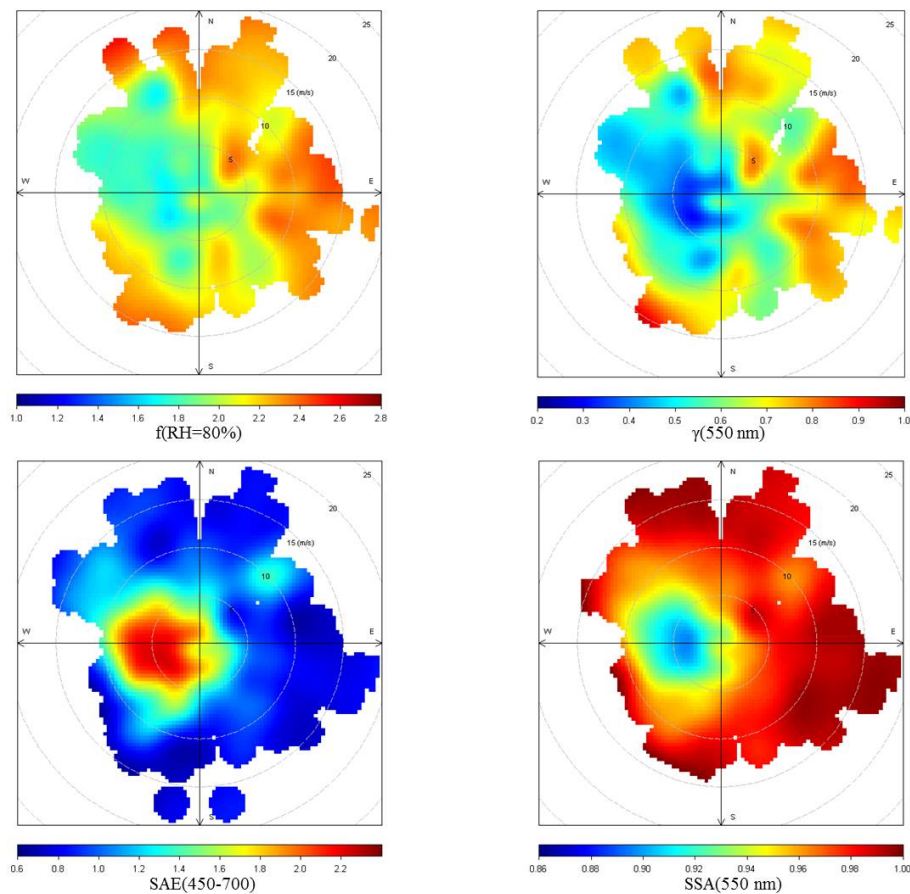 N
25
20
15 (m/s)
10
5
W
E
S
1.0 1.2 1.4 1.6 1.8 2.0 2.2 2.4 2.6 2.8
f(RH=80%)
N
25
20
15 (m/s)
10
5
W
E
S
0.2 0.3 0.4 0.5 0.6 0.7 0.8 0.9 1.0
γ(550 nm)
N
25
20
15 (m/s)
10
W
E
S
0.6 0.8 1.0 1.2 1.4 1.6 1.8 2.0 2.2
SAE(450-700)
N
25
20
15 (m/s)
10
W
E
S
0.86 0.88 0.90 0.92 0.94 0.96 0.98 1.00
SSA(550 nm)